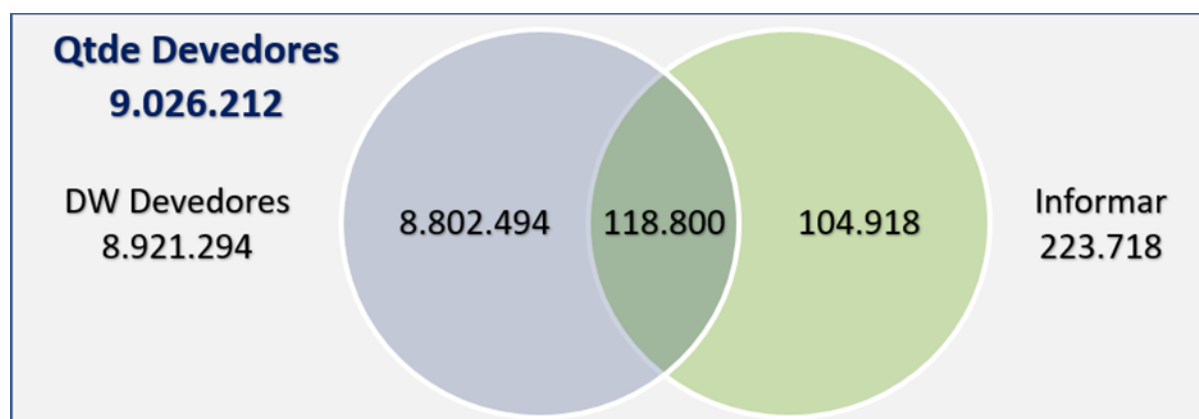 Qtde Devedores
9.026.212
DW Devedores
8.921.294
8.802.494
118.800
104.918
Informar
223.718